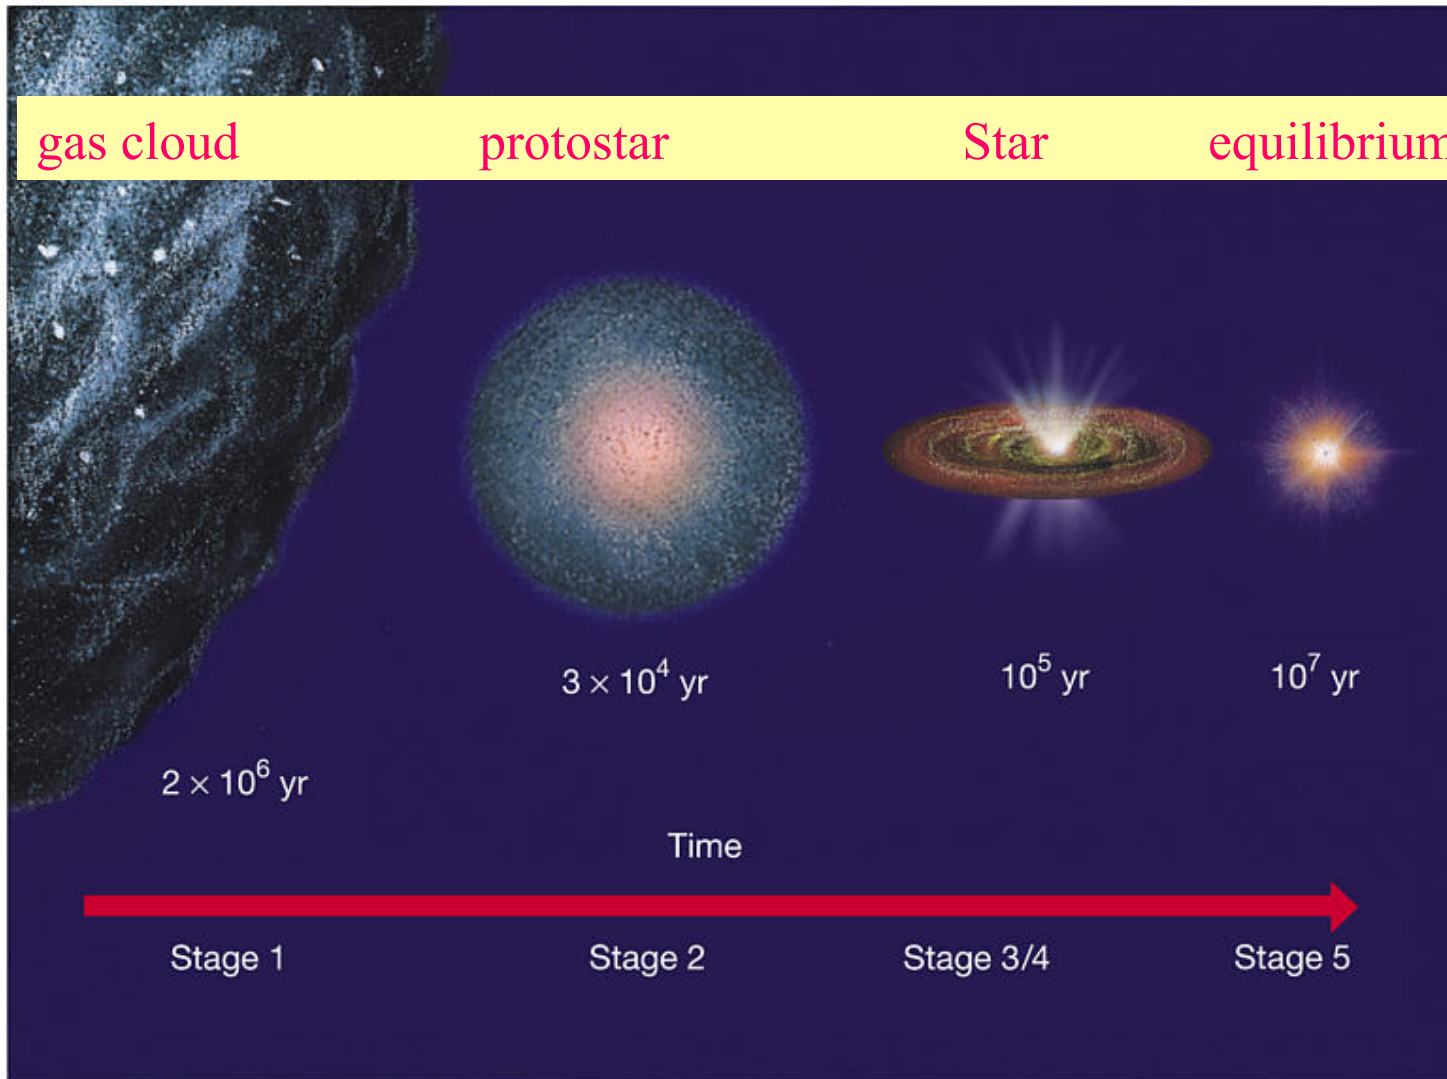 gas cloud protostar Star equilibrium
3 × 10⁴ yr 10⁵ yr 10⁷ yr
2 × 10⁶ yr
Time
Stage 1 Stage 2 Stage 3/4 Stage 5